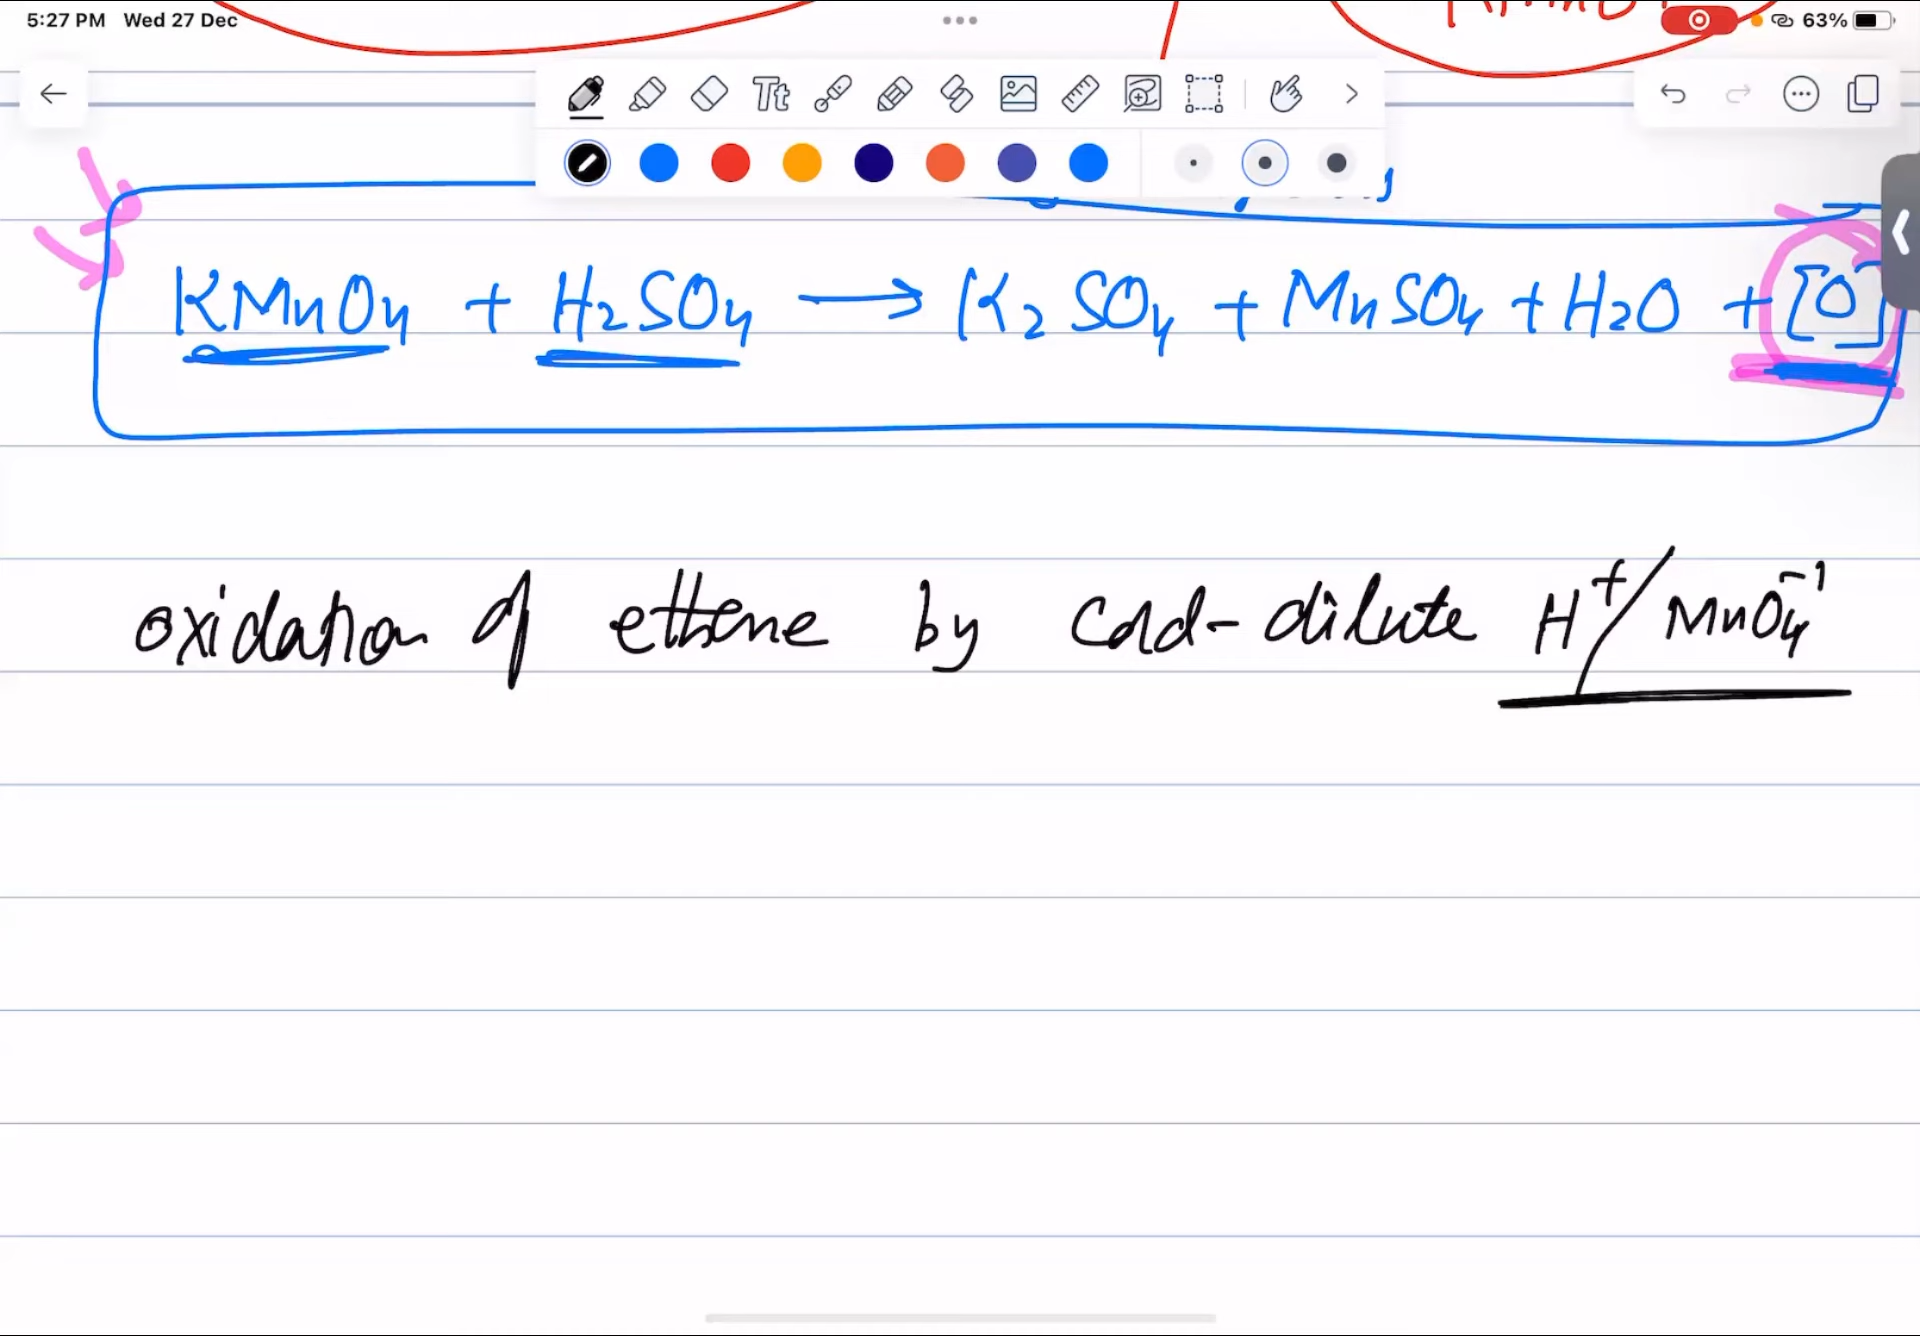 5:27 PM Wed 27 Dec
63%
Tt
KMnO4 + H2SO4 → K2SO4 + MnSO4 + H2O + [O]
oxidation of ethene by cold-dilute H+/MnO4-1